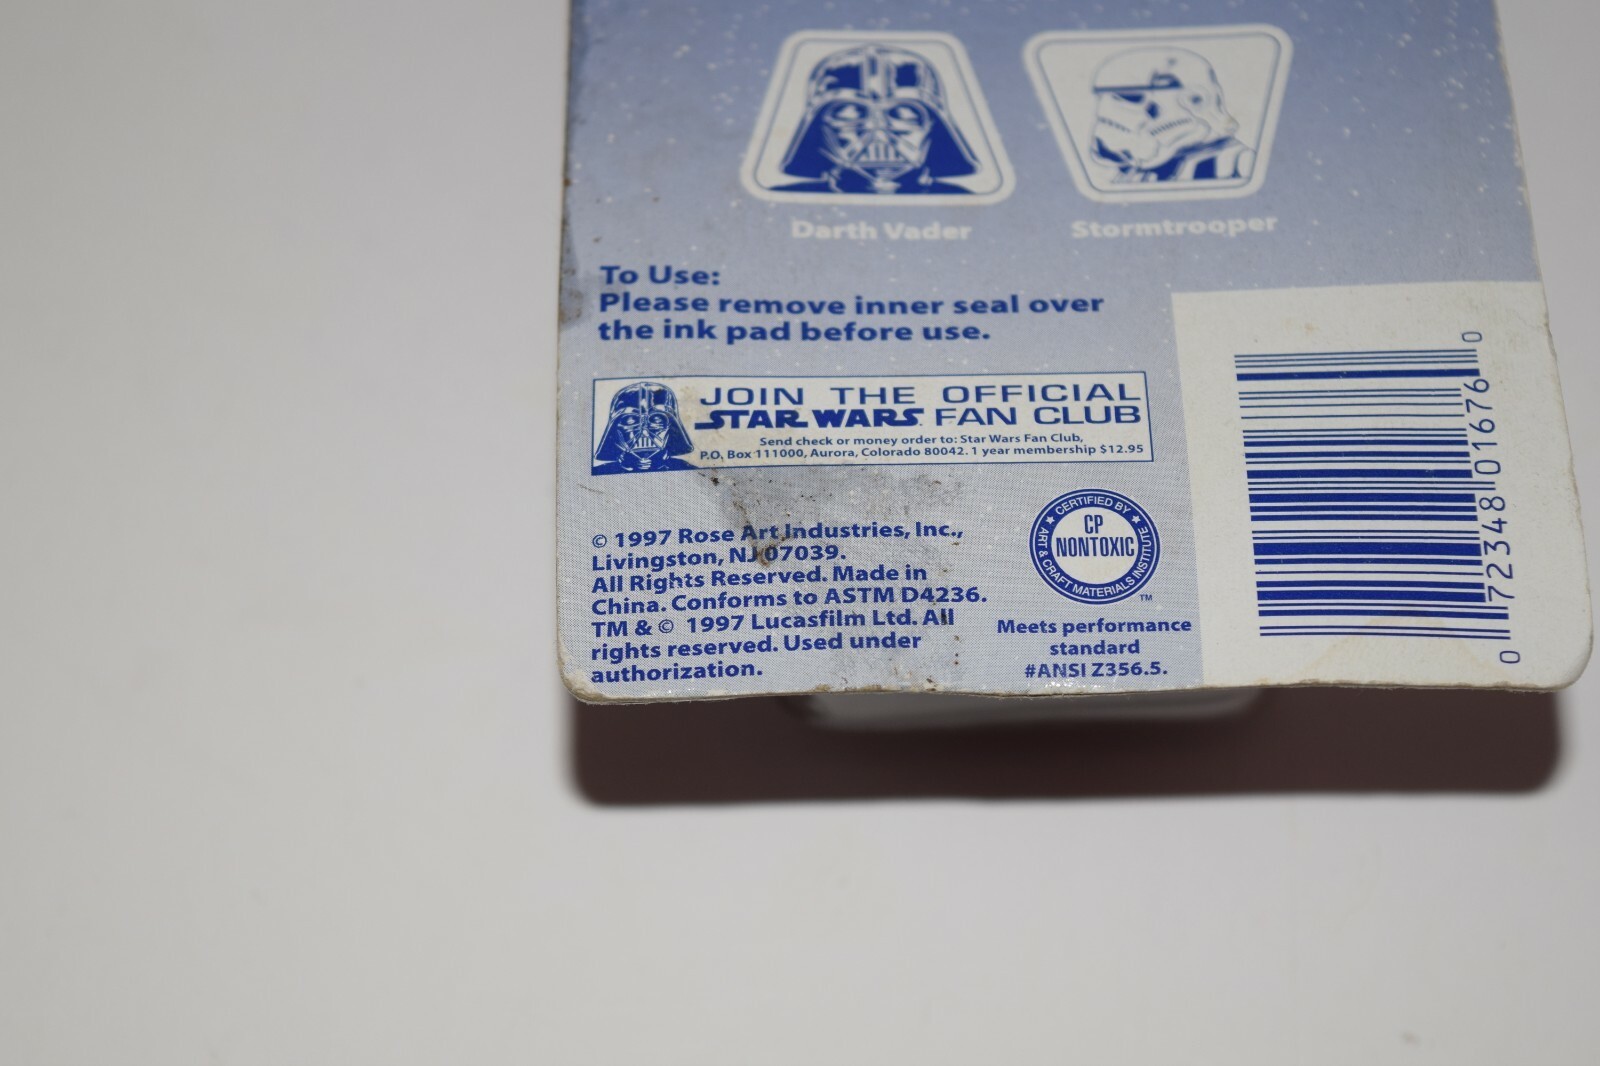 Darth Vader
Stormtrooper
To Use:
Please remove inner seal over
the ink pad before use.
JOIN THE OFFICIAL
STAR WARS FAN CLUB
Send check or money order to: Star Wars Fan Club,
P.O. Box 111000, Aurora, Colorado 80042. 1 year membership $12.95
© 1997 Rose Art Industries, Inc.,
Livingston, NJ 07039.
All Rights Reserved. Made in
China. Conforms to ASTM D4236.
TM & © 1997 Lucasfilm Ltd. All
rights reserved. Used under
authorization.
CERTIFIED BY
CP
NONTOXIC
ART & CRAFT MATERIALS INSTITUTE
TM
Meets performance
standard
#ANSI Z356.5.
0 72348 01676 0